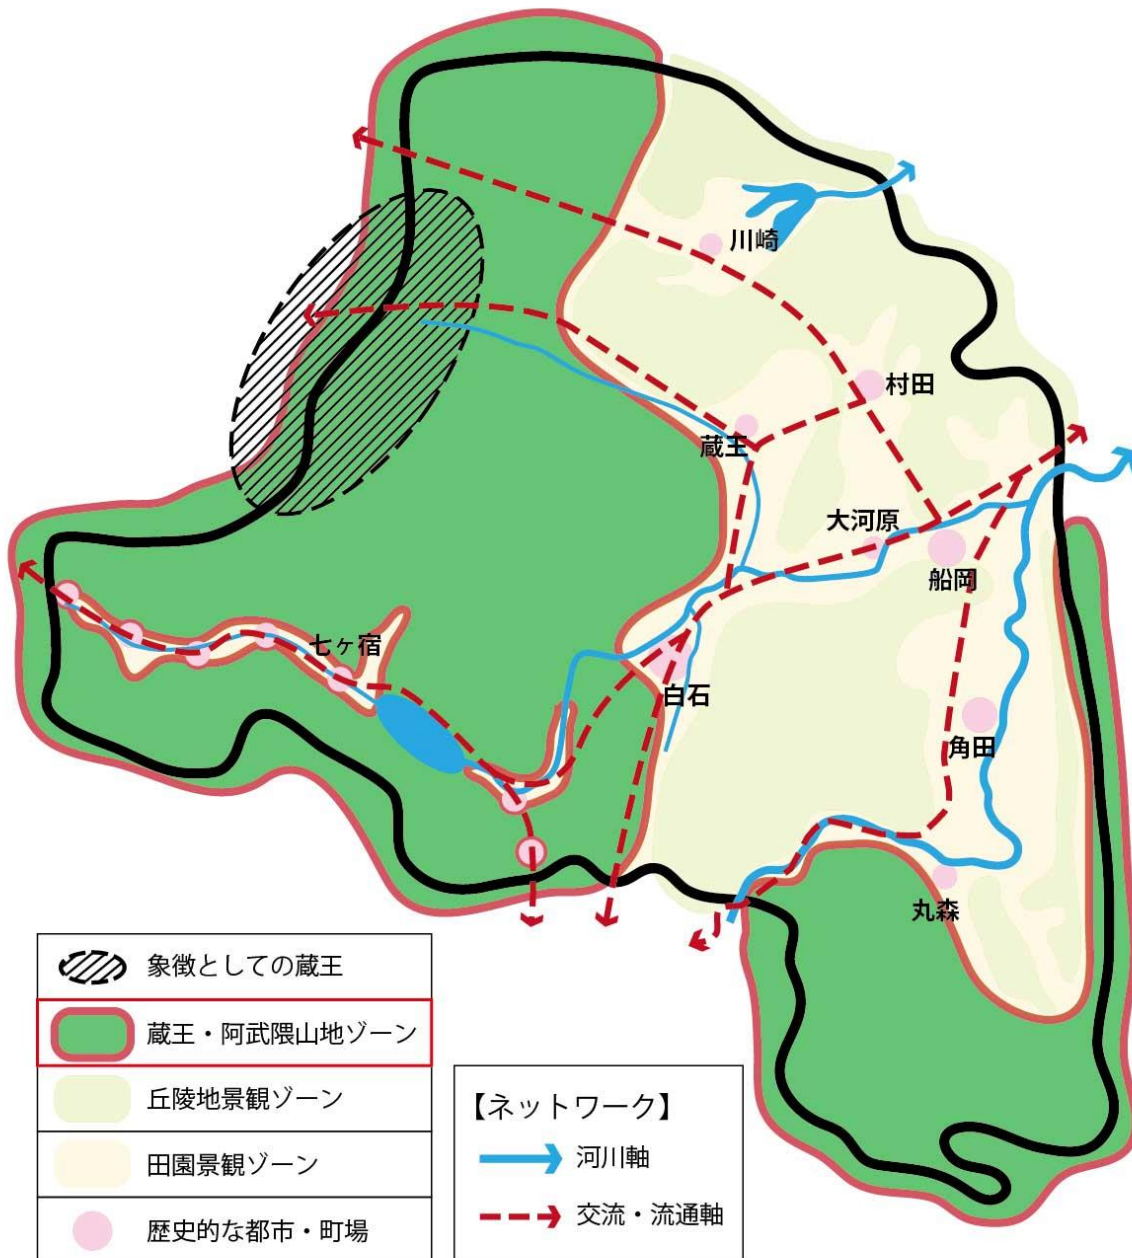 川崎
村田
蔵王
大河原
船岡
七ヶ宿
白石
角田
丸森
象徴としての蔵王
蔵王・阿武隈山地ゾーン
丘陵地景観ゾーン
田園景観ゾーン
歴史的な都市・町場
【ネットワーク】
河川軸
交流・流通軸